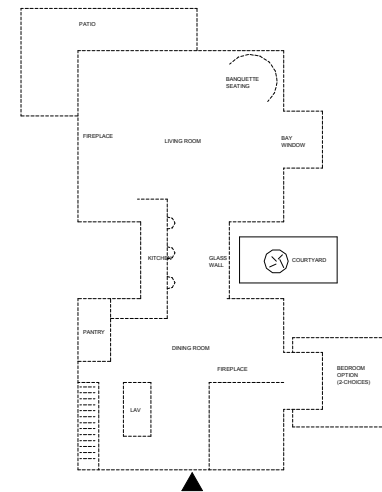 PATIO
BANQUETTE
SEATING
FIREPLACE
LIVING ROOM
BAY
WINDOW
KITCHEN
GLASS
WALL
COURTYARD
PANTRY
DINING ROOM
FIREPLACE
BEDROOM
OPTION
(2-CHOICES)
LAV